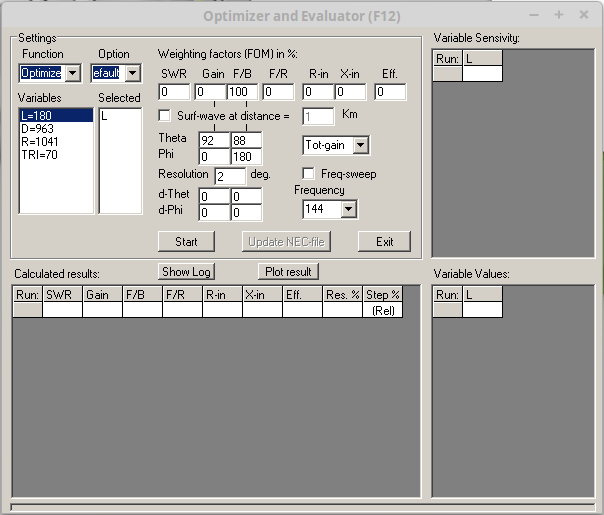 Optimizer and Evaluator (F12)
Settings
Function Option Weighting factors (FOM) in %:
Optimize efault SWR Gain F/B F/R R-in X-in Eff.
0 0 100 0 0 0 0
Variables Selected
L=180
D=963
R=1041
TRI=70
L
Surf-wave at distance = 1 Km
Theta 92 88
Phi 0 180
Tot-gain
Resolution 2 deg.
Freq-sweep
d-Thet 0 0
d-Phi 0 0
Frequency
144
Start Update NEC-file Exit
Show Log Plot result
Calculated results:
Run: SWR Gain F/B F/R R-in X-in Eff. Res. % Step %
(Rel)
Variable Sensivity:
Run: L
Variable Values:
Run: L